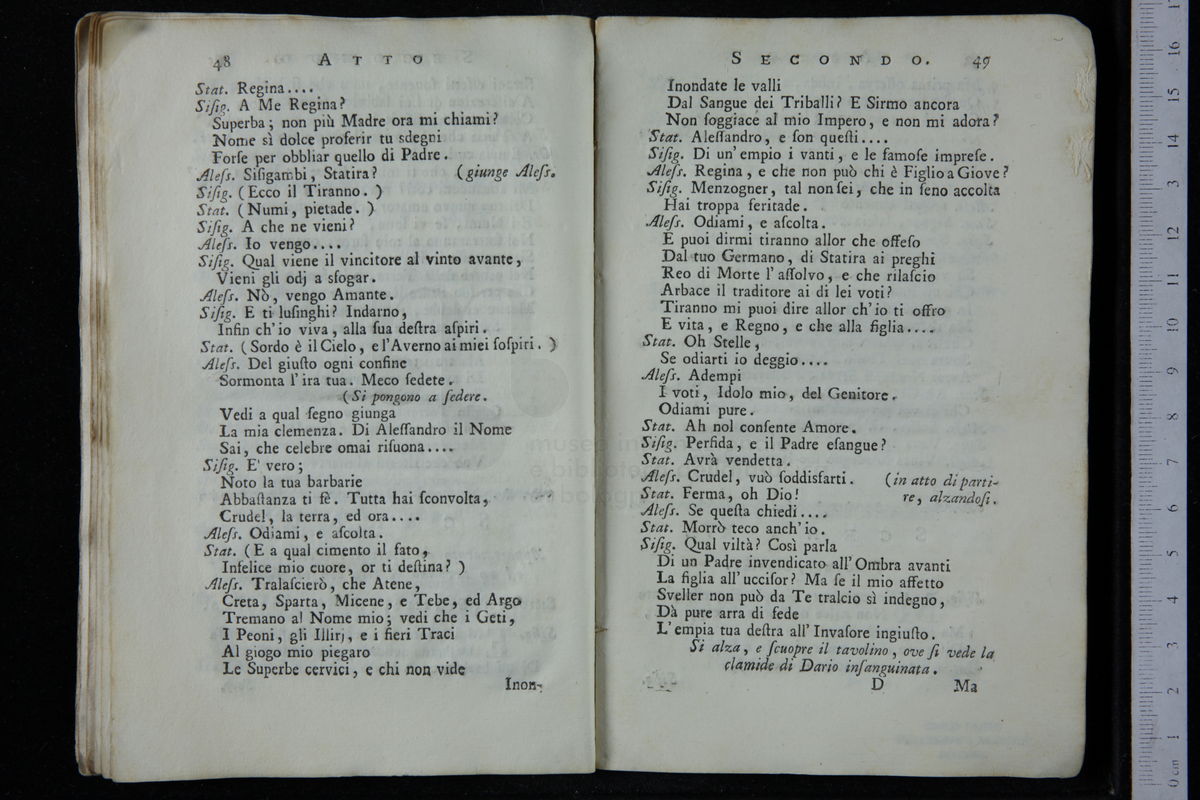 48 ATTO
Stat. Regina....
Siſig. A Me Regina?
Superba; non più Madre ora mi chiami?
Nome sì dolce proferir tu sdegni
Forſe per obbliar quello di Padre.
Aleſs. Siſigambi, Statira? (giunge Aleſs.
Siſig. (Ecco il Tiranno. )
Stat. (Numi, pietade. )
Siſig. A che ne vieni?
Aleſs. Io vengo....
Siſig. Qual viene il vincitore al vinto avante,
Vieni gli odj a sfogar.
Aleſs. Nò, vengo Amante.
Siſig. E ti luſinghi? Indarno,
Infin ch'io viva, alla ſua deſtra aſpiri.
Stat. (Sordo è il Cielo, e l'Averno ai miei ſoſpiri. )
Aleſs. Del giuſto ogni confine
Sormonta l'ira tua. Meco ſedete.
(Si pongono a ſedere.
Vedi a qual ſegno giunga
La mia clemenza. Di Aleſſandro il Nome
Sai, che celebre omai riſuona....
Siſig. E' vero;
Noto la tua barbarie
Abbaſtanza ti fè. Tutta hai ſconvolta,
Crudel, la terra, ed ora....
Aleſs. Odiami, e aſcolta.
Stat. (E a qual cimento il fato,
Infelice mio cuore, or ti deſtina? )
Aleſs. Tralaſcierò, che Atene,
Creta, Sparta, Micene, e Tebe, ed Argo
Tremano al Nome mio; vedi che i Geti,
I Peoni, gli Illirj, e i fieri Traci
Al giogo mio piegaro
Le Superbe cervici, e chi non vide
Inon-
SECONDO. 49
Inondate le valli
Dal Sangue dei Triballi? E Sirmo ancora
Non ſoggiace al mio Impero, e non mi adora?
Stat. Aleſſandro, e ſon queſti....
Siſig. Di un'empio i vanti, e le famoſe impreſe.
Aleſs. Regina, e che non può chi è Figlio a Giove?
Siſig. Menzogner, tal non ſei, che in ſeno accolta
Hai troppa feritade.
Aleſs. Odiami, e aſcolta.
E puoi dirmi tiranno allor che offeſo
Dal tuo Germano, di Statira ai preghi
Reo di Morte l'aſſolvo, e che rilaſcio
Arbace il traditore ai di lei voti?
Tiranno mi puoi dire allor ch'io ti offro
E vita, e Regno, e che alla figlia....
Stat. Oh Stelle,
Se odiarti io deggio....
Aleſs. Adempi
I voti, Idolo mio, del Genitore.
Odiami pure.
Stat. Ah nol conſente Amore.
Siſig. Perfida, e il Padre eſangue?
Stat. Avrà vendetta.
Aleſs. Crudel, vuò ſoddisfarti. (in atto di parti-
Stat. Ferma, oh Dio! re, alzandoſi.
Aleſs. Se queſta chiedi....
Stat. Morrò teco anch'io.
Siſig. Qual viltà? Così parla
Di un Padre invendicato all'Ombra avanti
La figlia all'ucciſor? Ma ſe il mio affetto
Sveller non può da Te tralcio sì indegno,
Dà pure arra di fede
L'empia tua deſtra all'Invaſore ingiuſto.
Si alza, e ſcuopre il tavolino, ove ſi vede la
clamide di Dario inſanguinata.
D Ma